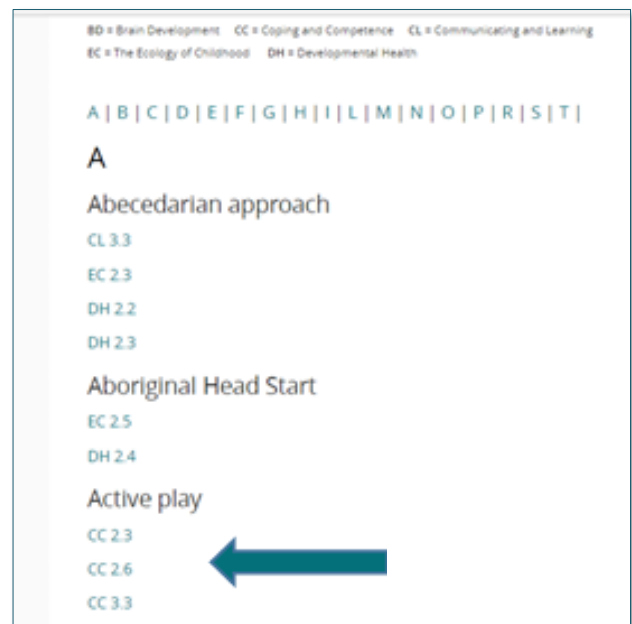 BD = Brain Development CC = Coping and Competence CL = Communicating and Learning
EC = The Ecology of Childhood DH = Developmental Health
A | B | C | D | E | F | G | H | I | L | M | N | O | P | R | S | T |
A
Abecedarian approach
CL 3.3
EC 2.3
DH 2.2
DH 2.3
Aboriginal Head Start
EC 2.5
DH 2.4
Active play
CC 2.3
CC 2.6
CC 3.3